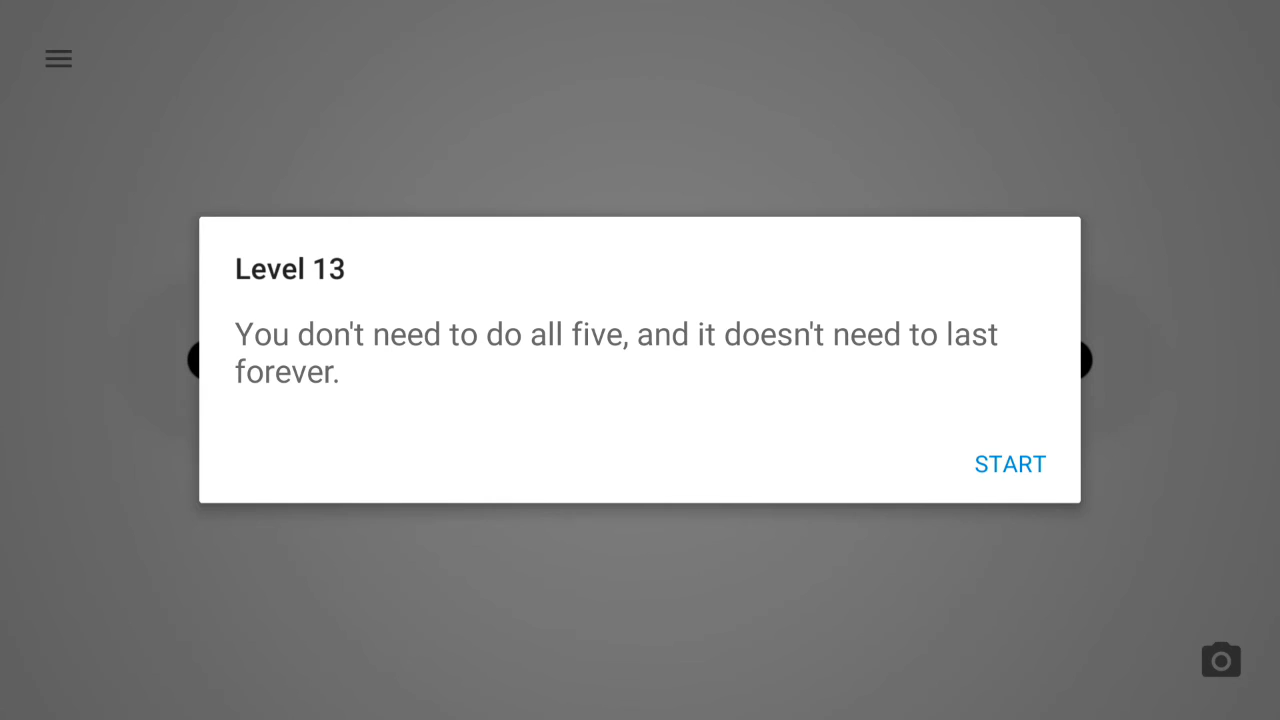 Level 13
You don't need to do all five, and it doesn't need to last
forever.
START